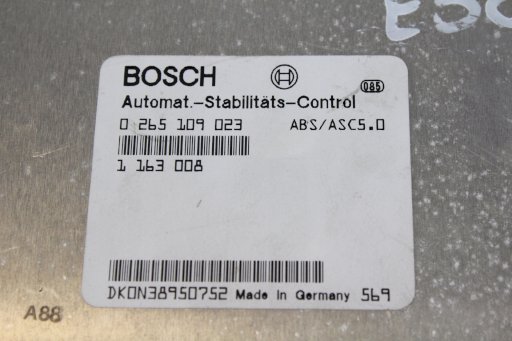 BOSCH 085
Automat.-Stabilitäts-Control
0 265 109 023 ABS/ASC5.0
1 163 008
DKON38950752 Made in Germany 569
A88